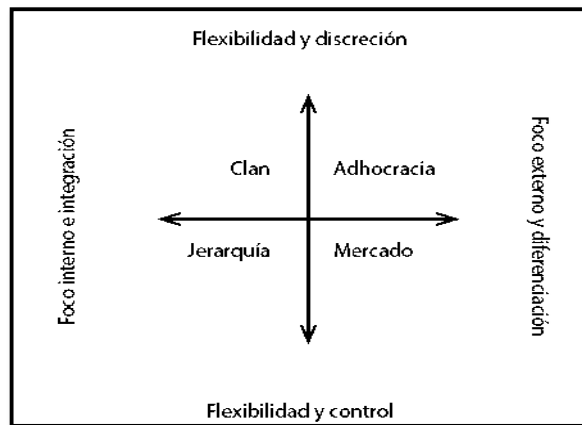 Flexibilidad y discreción
Foco interno e integración
Clan
Adhocracia
Foco externo y diferenciación
Jerarquía
Mercado
Flexibilidad y control